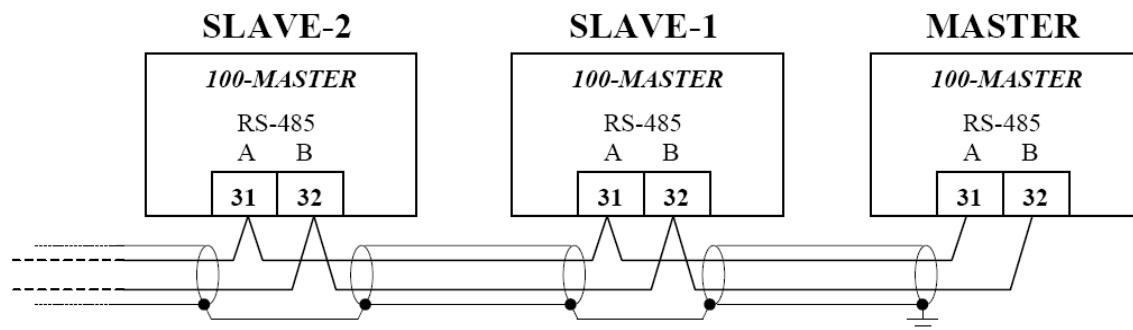 SLAVE-2 SLAVE-1 MASTER
100-MASTER 100-MASTER 100-MASTER
RS-485 RS-485 RS-485
A B A B A B
31 32 31 32 31 32